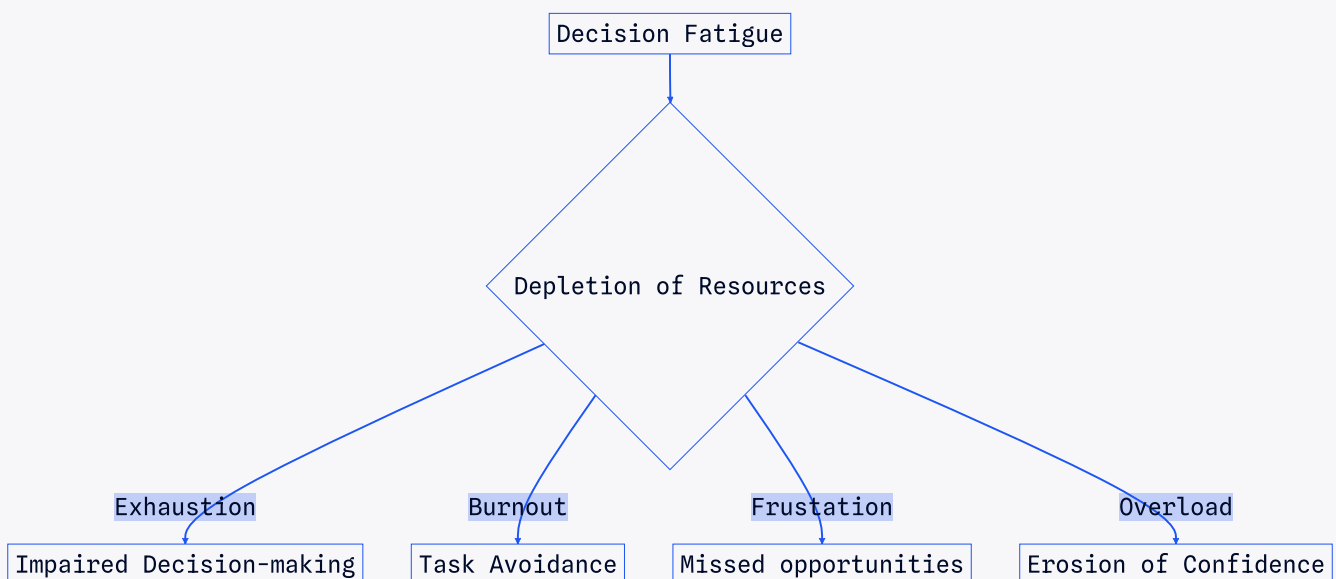 Decision Fatigue
Depletion of Resources
Exhaustion
Burnout
Frustation
Overload
Impaired Decision-making
Task Avoidance
Missed opportunities
Erosion of Confidence